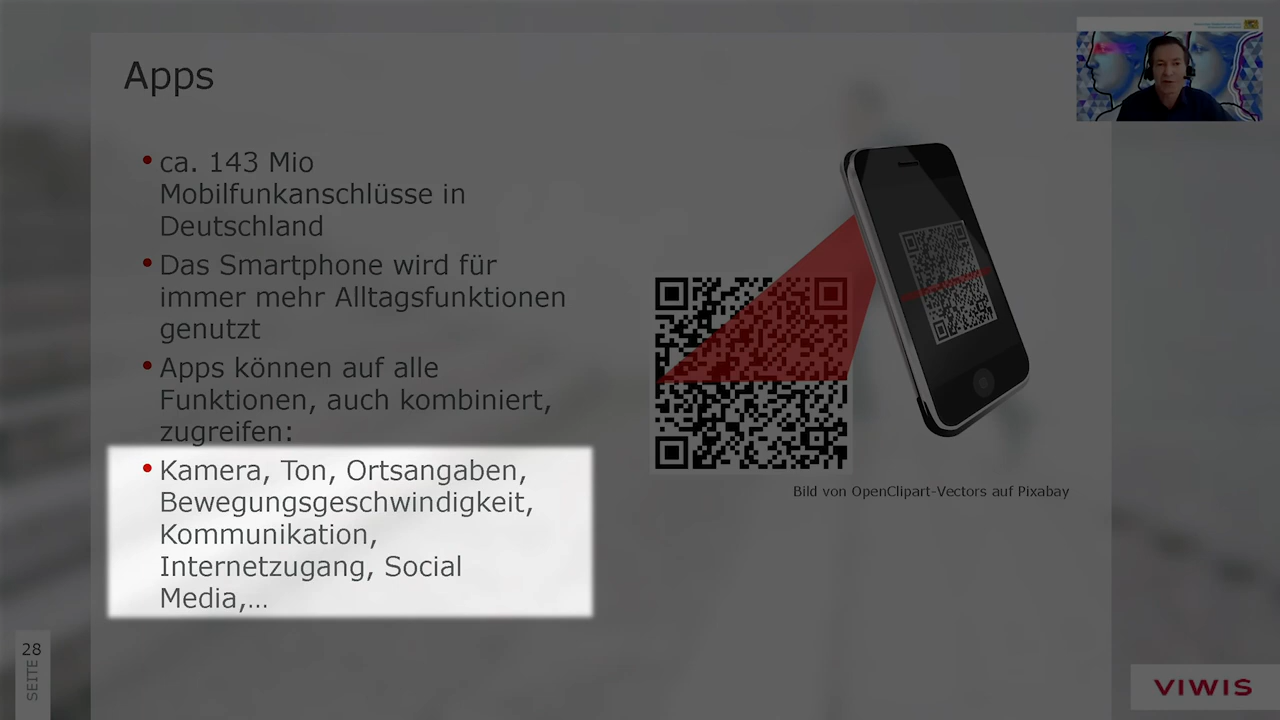 Apps
• ca. 143 Mio
Mobilfunkanschlüsse in
Deutschland
• Das Smartphone wird für
immer mehr Alltagsfunktionen
genutzt
• Apps können auf alle
Funktionen, auch kombiniert,
zugreifen:
• Kamera, Ton, Ortsangaben,
Bewegungsgeschwindigkeit,
Kommunikation,
Internetzugang, Social
Media,...
Bild von OpenClipart-Vectors auf Pixabay
28
SEITE
VIWIS